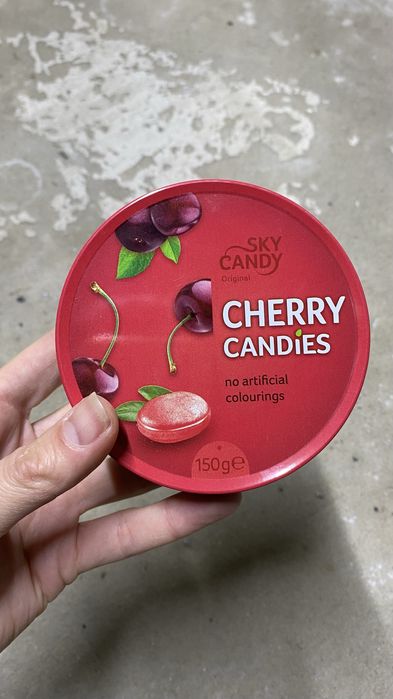 SKY
CANDY
Original
CHERRY
CANDiES
no artificial
colourings
150g℮